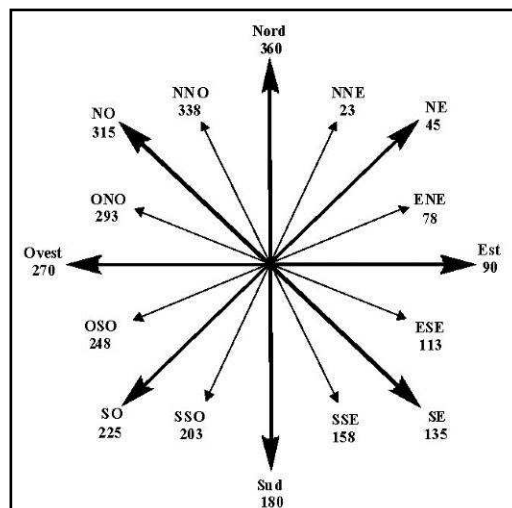 Nord
360
NNO
338
NNE
23
NO
315
NE
45
ONO
293
ENE
78
Ovest
270
Est
90
OSO
248
ESE
113
SO
225
SSO
203
SSE
158
SE
135
Sud
180